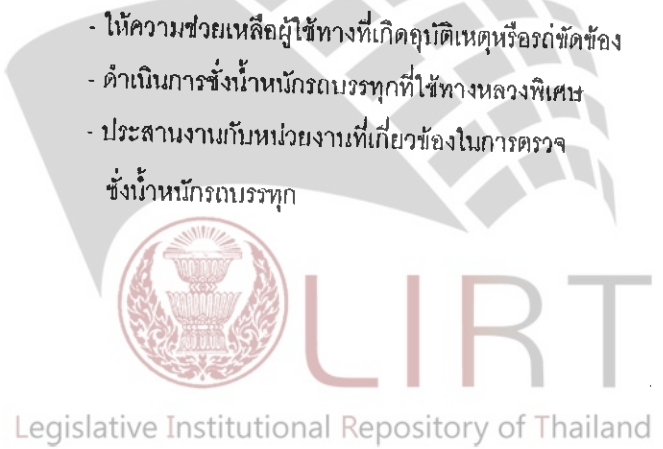 - ให้ความช่วยเหลือผู้ใช้ทางที่เกิดอุบัติเหตุหรือรถขัดข้อง
- ดำเนินการชั่งน้ำหนักรถบรรทุกที่ใช้ทางหลวงพิเศษ
- ประสานงานกับหน่วยงานที่เกี่ยวข้องในการตรวจ
ชั่งน้ำหนักรถบรรทุก
LIRT
Legislative Institutional Repository of Thailand